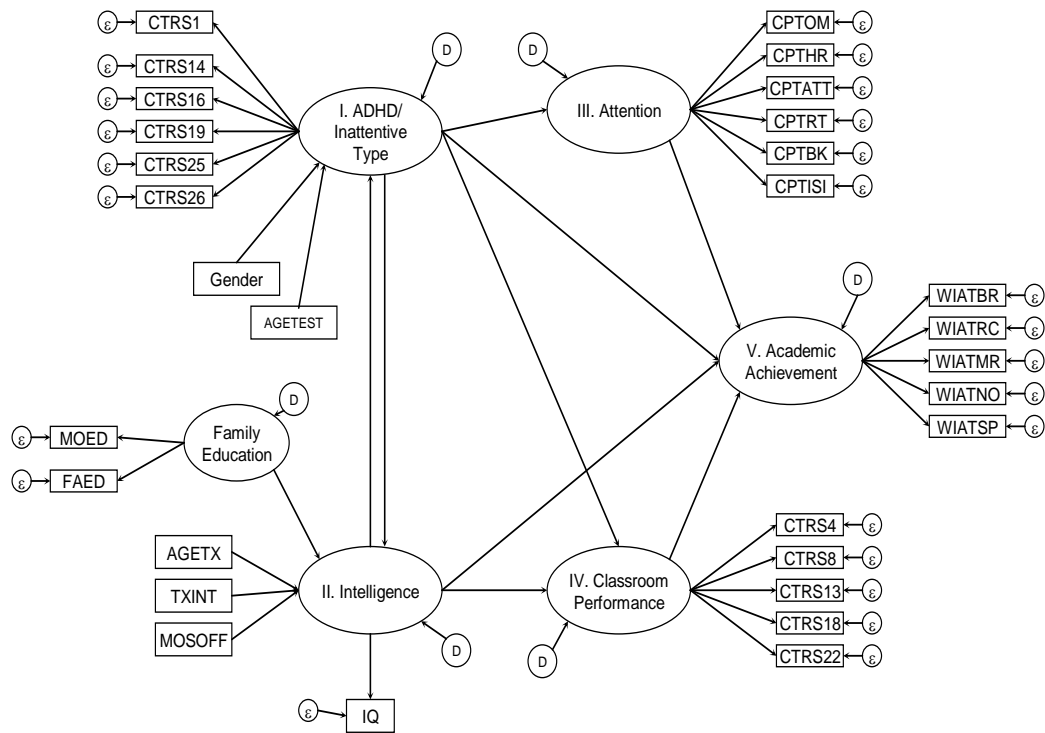 ε
CTRS1
ε
CTRS14
ε
CTRS16
ε
CTRS19
ε
CTRS25
ε
CTRS26
D
I. ADHD/
Inattentive
Type
Gender
AGETEST
D
III. Attention
CPTOM
ε
CPTHR
ε
CPTATT
ε
CPTRT
ε
CPTBK
ε
CPTISI
ε
D
V. Academic
Achievement
WIATBR
ε
WIATRC
ε
WIATMR
ε
WIATNO
ε
WIATSP
ε
D
Family
Education
ε
MOED
ε
FAED
AGETX
TXINT
MOSOFF
II. Intelligence
D
ε
IQ
IV. Classroom
Performance
D
CTRS4
ε
CTRS8
ε
CTRS13
ε
CTRS18
ε
CTRS22
ε